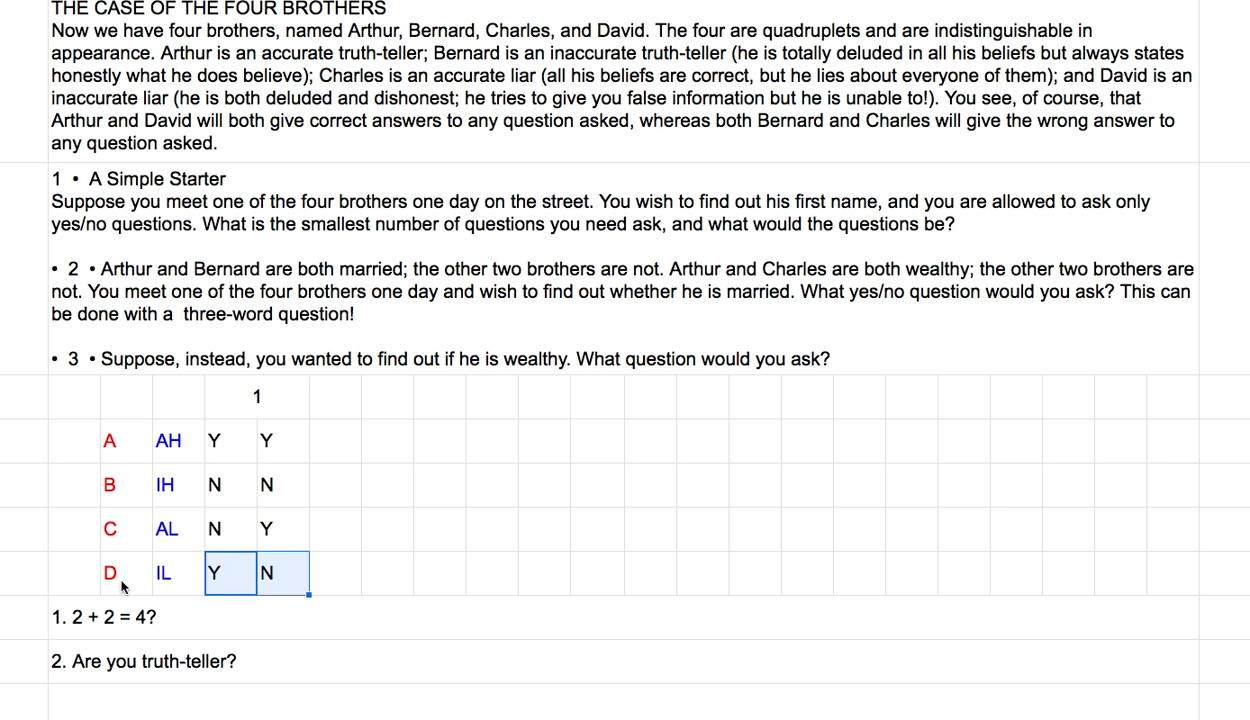 THE CASE OF THE FOUR BROTHERS
Now we have four brothers, named Arthur, Bernard, Charles, and David. The four are quadruplets and are indistinguishable in
appearance. Arthur is an accurate truth-teller; Bernard is an inaccurate truth-teller (he is totally deluded in all his beliefs but always states
honestly what he does believe); Charles is an accurate liar (all his beliefs are correct, but he lies about everyone of them); and David is an
inaccurate liar (he is both deluded and dishonest; he tries to give you false information but he is unable to!). You see, of course, that
Arthur and David will both give correct answers to any question asked, whereas both Bernard and Charles will give the wrong answer to
any question asked.
1 • A Simple Starter
Suppose you meet one of the four brothers one day on the street. You wish to find out his first name, and you are allowed to ask only
yes/no questions. What is the smallest number of questions you need ask, and what would the questions be?
• 2 • Arthur and Bernard are both married; the other two brothers are not. Arthur and Charles are both wealthy; the other two brothers are
not. You meet one of the four brothers one day and wish to find out whether he is married. What yes/no question would you ask? This can
be done with a three-word question!
• 3 • Suppose, instead, you wanted to find out if he is wealthy. What question would you ask?
1
A AH Y Y
B IH N N
C AL N Y
D IL Y N
1. 2 + 2 = 4?
2. Are you truth-teller?